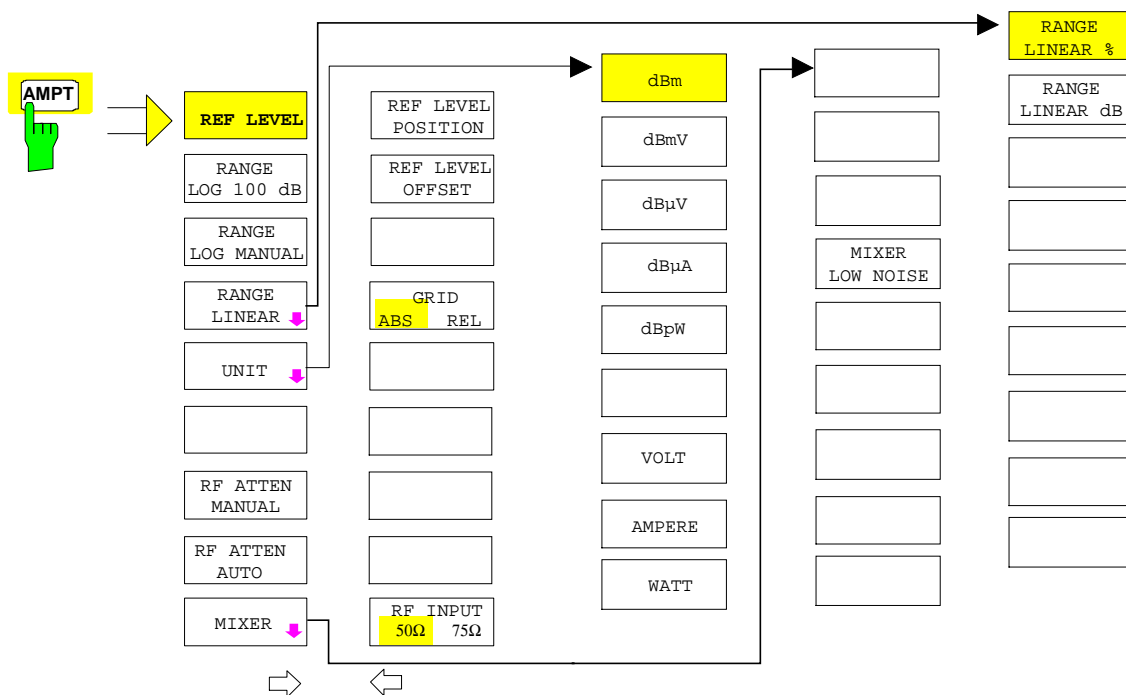 AMPT
REF LEVEL
RANGE
LOG 100 dB
RANGE
LOG MANUAL
RANGE
LINEAR
UNIT
RF ATTEN
MANUAL
RF ATTEN
AUTO
MIXER
REF LEVEL
POSITION
REF LEVEL
OFFSET
GRID
ABS REL
RF INPUT
50Ω 75Ω
dBm
dBmV
dBµV
dBµA
dBpW
VOLT
AMPERE
WATT
MIXER
LOW NOISE
RANGE
LINEAR %
RANGE
LINEAR dB